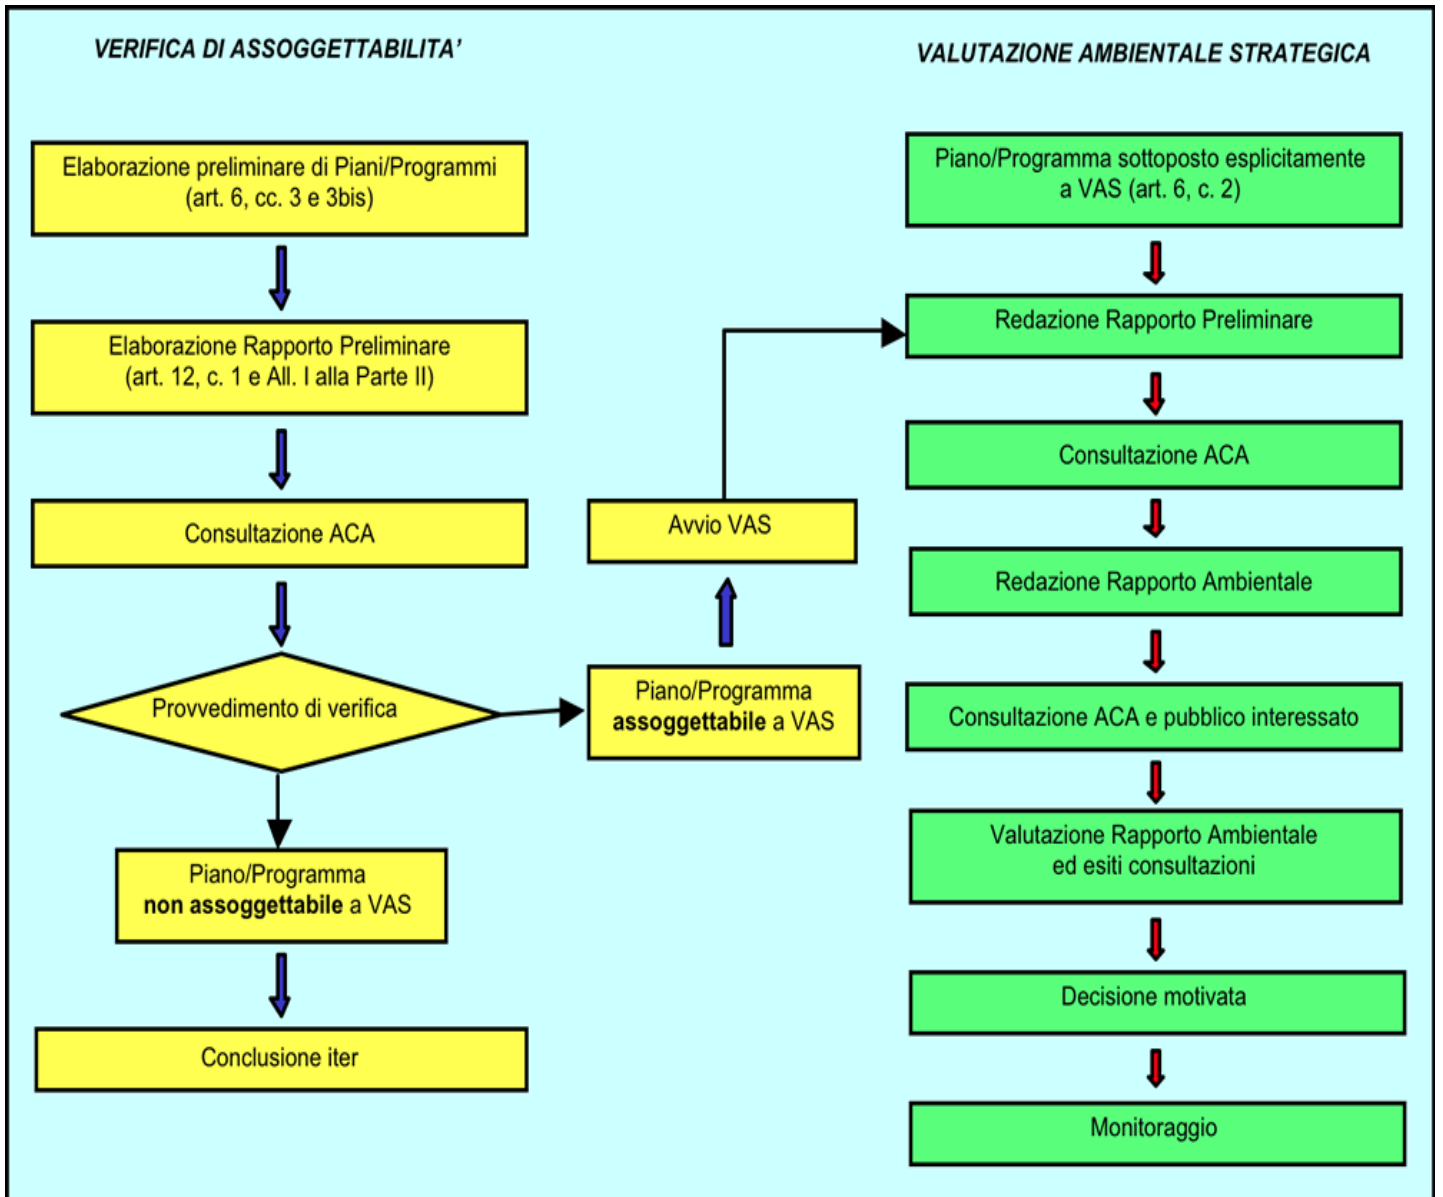 VERIFICA DI ASSOGGETTABILITA’
Elaborazione preliminare di Piani/Programmi
(art. 6, cc. 3 e 3bis)
Elaborazione Rapporto Preliminare
(art. 12, c. 1 e All. I alla Parte II)
Consultazione ACA
Provvedimento di verifica
Piano/Programma
non assoggettabile a VAS
Conclusione iter
Avvio VAS
Piano/Programma
assoggettabile a VAS
VALUTAZIONE AMBIENTALE STRATEGICA
Piano/Programma sottoposto esplicitamente
a VAS (art. 6, c. 2)
Redazione Rapporto Preliminare
Consultazione ACA
Redazione Rapporto Ambientale
Consultazione ACA e pubblico interessato
Valutazione Rapporto Ambientale
ed esiti consultazioni
Decisione motivata
Monitoraggio